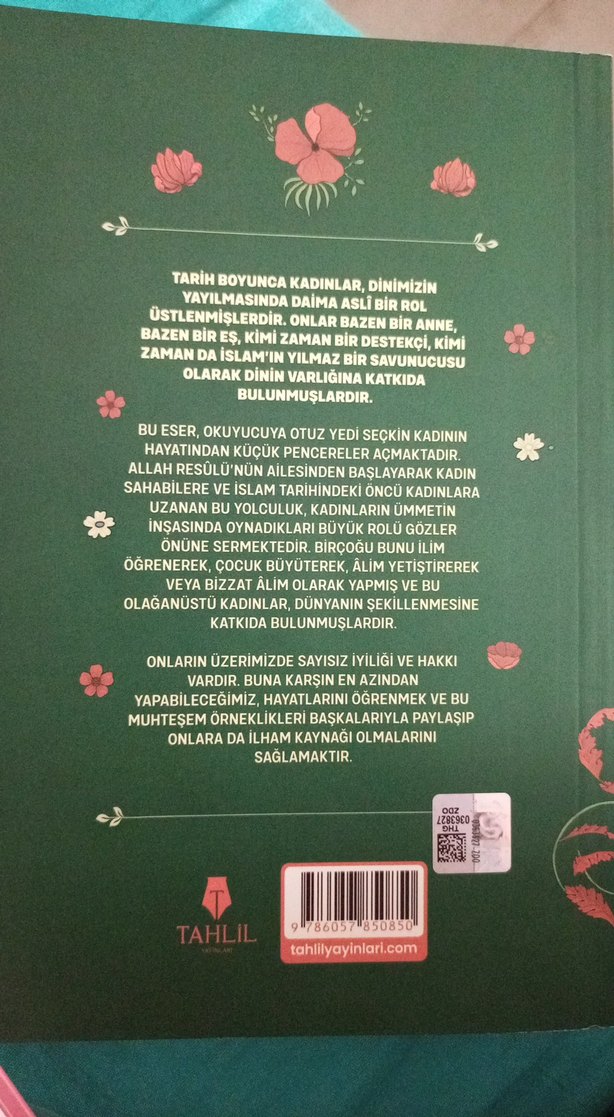 TARİH BOYUNCA KADINLAR, DİNİMİZİN
YAYILMASINDA DAİMA ASLÎ BİR ROL
ÜSTLENMİŞLERDİR. ONLAR BAZEN BİR ANNE,
BAZEN BİR EŞ, KİMİ ZAMAN BİR DESTEKÇİ, KİMİ
ZAMAN DA İSLAM'IN YILMAZ BİR SAVUNUCUSU
OLARAK DİNİN VARLIĞINA KATKIDA
BULUNMUŞLARDIR.
BU ESER, OKUYUCUYA OTUZ YEDİ SEÇKİN KADININ
HAYATINDAN KÜÇÜK PENCERELER AÇMAKTADIR.
ALLAH RESÛLÜ'NÜN AİLESİNDEN BAŞLAYARAK KADIN
SAHABİLERE VE İSLAM TARİHİNDEKİ ÖNCÜ KADINLARA
UZANAN BU YOLCULUK, KADINLARIN ÜMMETİN
İNŞASINDA OYNADIKLARI BÜYÜK ROLÜ GÖZLER
ÖNÜNE SERMEKTEDİR. BİRÇOĞU BUNU İLİM
ÖĞRENEREK, ÇOCUK BÜYÜTEREK, ÂLİM YETİŞTİREREK
VEYA BİZZAT ÂLİM OLARAK YAPMIŞ VE BU
OLAĞANÜSTÜ KADINLAR, DÜNYANIN ŞEKİLLENMESİNE
KATKIDA BULUNMUŞLARDIR.
ONLARIN ÜZERİMİZDE SAYISIZ İYİLİĞİ VE HAKKI
VARDIR. BUNA KARŞIN EN AZINDAN
YAPABİLECEĞİMİZ, HAYATLARINI ÖĞRENMEK VE BU
MUHTEŞEM ÖRNEKLİKLERİ BAŞKALARIYLA PAYLAŞIP
ONLARA DA İLHAM KAYNAĞI OLMALARINI
SAĞLAMAKTIR.
THG
0363827
ZDO
0363827 ZDO
T
TAHLİL
YAYINLARI
9 786057 850850
tahlilyayinlari.com